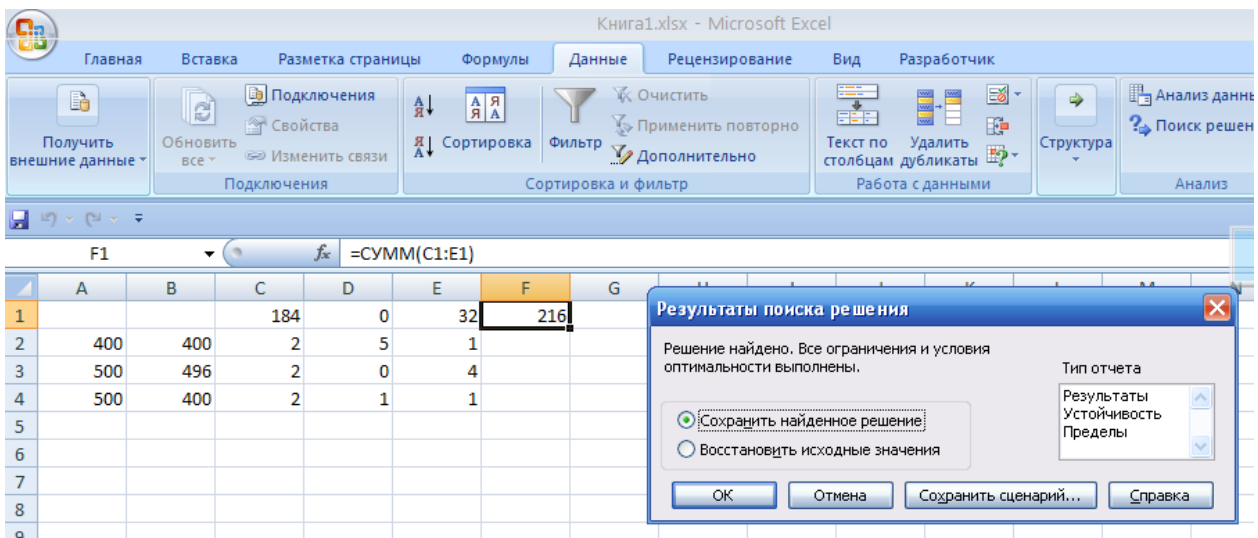 Книга1.xlsx - Microsoft Excel
Главная Вставка Разметка страницы Формулы Данные Рецензирование Вид Разработчик
Получить
внешние данные
Обновить
все
Подключения
Свойства
Изменить связи
Подключения
Сортировка
Фильтр
Очистить
Применить повторно
Дополнительно
Сортировка и фильтр
Текст по
столбцам
Удалить
дубликаты
Работа с данными
Структура
Анализ
Поиск
Анализ
F1 fx =СУММ(C1:E1)
A B C D E F G
1 184 0 32 216
2 400 400 2 5 1
3 500 496 2 0 4
4 500 400 2 1 1
5
6
7
8
9
Результаты поиска решения
Решение найдено. Все ограничения и условия
оптимальности выполнены.
Сохранить найденное решение
Восстановить исходные значения
Тип отчета
Результаты
Устойчивость
Пределы
ОК Отмена Сохранить сценарий... Справка